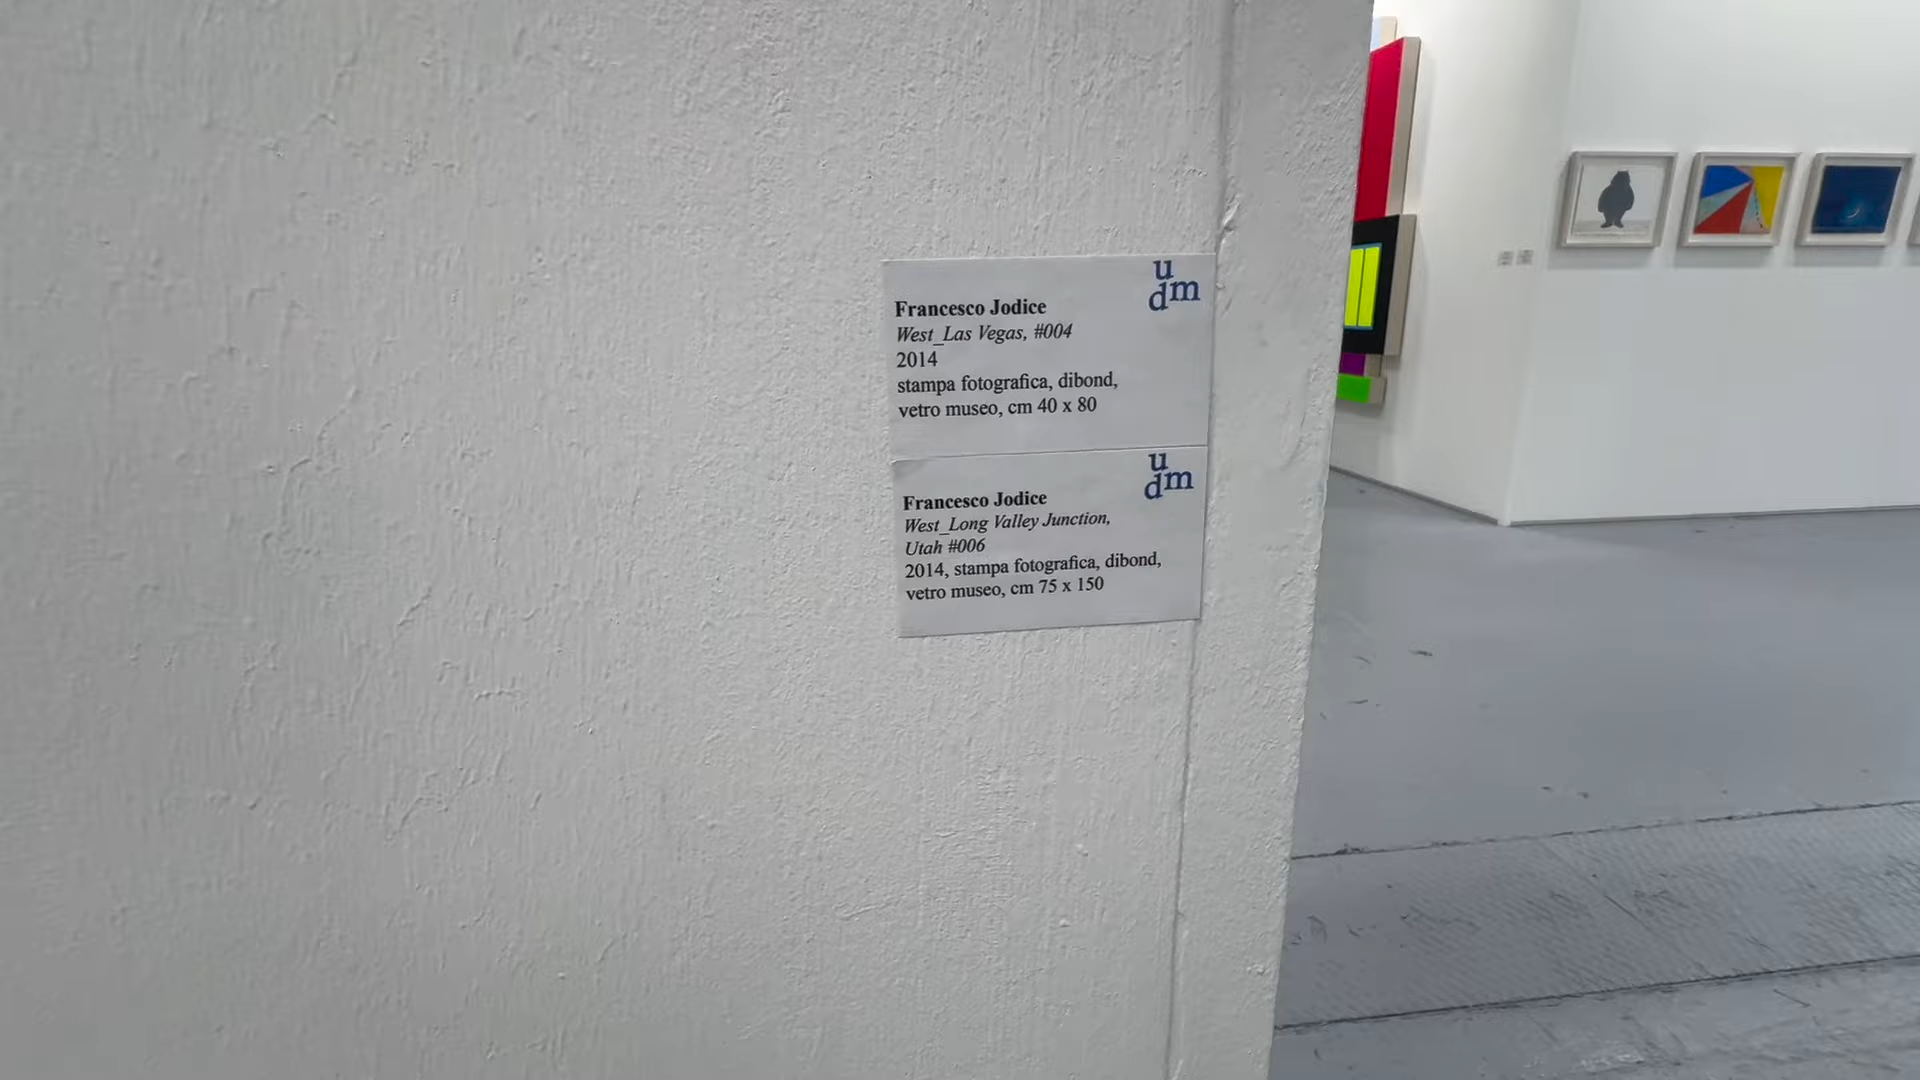 u
dm
Francesco Jodice
West_Las Vegas, #004
2014
stampa fotografica, dibond,
vetro museo, cm 40 x 80
u
dm
Francesco Jodice
West_Long Valley Junction,
Utah #006
2014, stampa fotografica, dibond,
vetro museo, cm 75 x 150